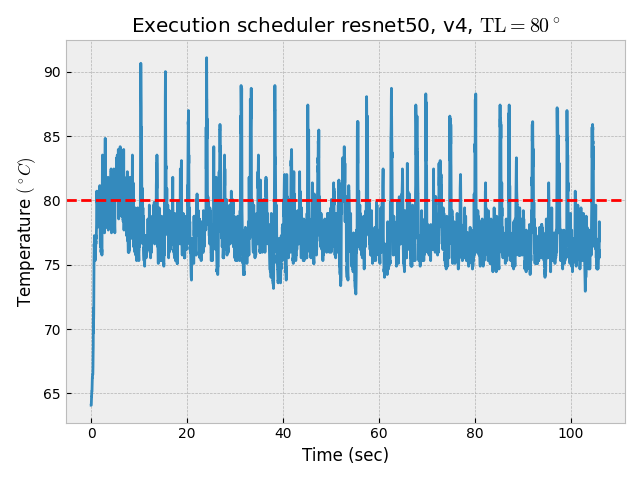 Execution scheduler resnet50, v4, TL = 80°
90
85
80
75
70
65
Temperature (°C)
0 20 40 60 80 100
Time (sec)